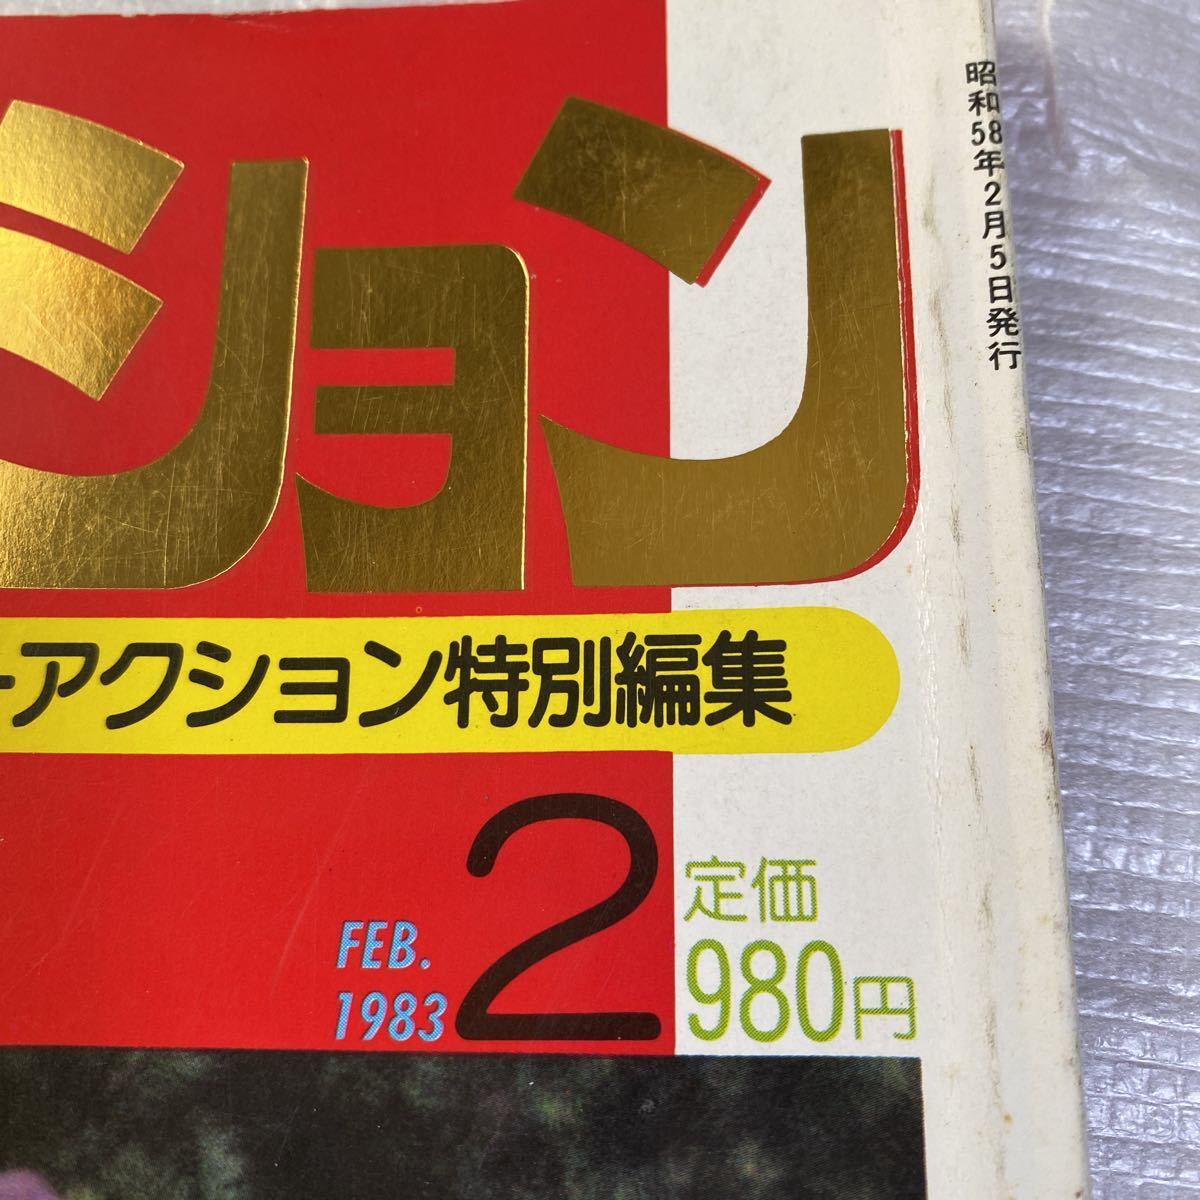 ション
ーアクション特別編集
FEB.
1983
2
定価
980円
昭和58年2月5日発行